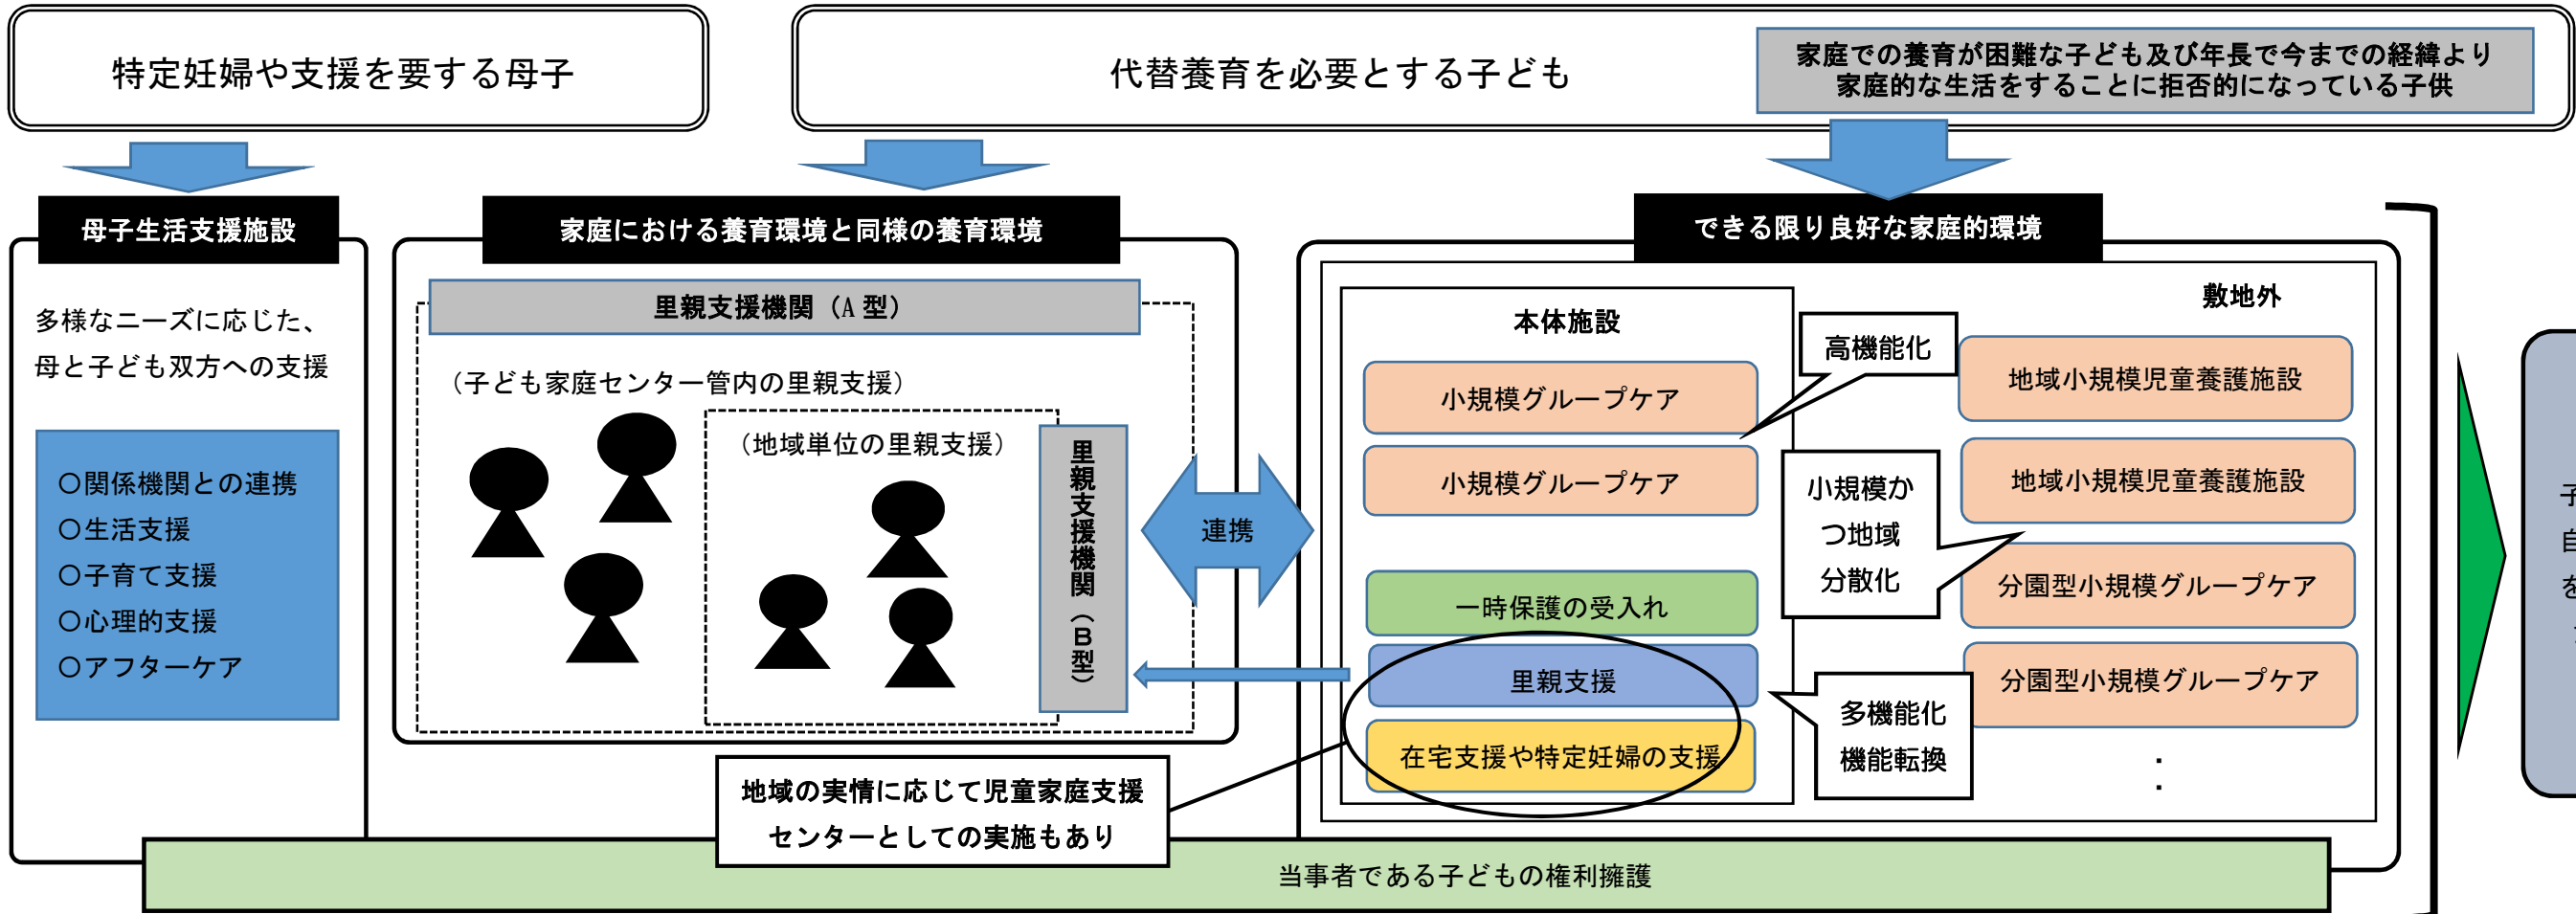 特定妊婦や支援を要する母子
代替養育を必要とする子ども
家庭での養育が困難な子ども及び年長で今までの経緯より
家庭的な生活をすることに拒否的になっている子供
母子生活支援施設
多様なニーズに応じた、
母と子ども双方への支援
〇関係機関との連携
〇生活支援
〇子育て支援
〇心理的支援
〇アフターケア
家庭における養育環境と同様の養育環境
里親支援機関（A 型）
（子ども家庭センター管内の里親支援）
（地域単位の里親支援）
里親支援機関（B型）
連携
地域の実情に応じて児童家庭支援
センターとしての実施もあり
できる限り良好な家庭的環境
本体施設
小規模グループケア
小規模グループケア
一時保護の受入れ
里親支援
在宅支援や特定妊婦の支援
高機能化
小規模か
つ地域
分散化
多機能化
機能転換
敷地外
地域小規模児童養護施設
地域小規模児童養護施設
分園型小規模グループケア
分園型小規模グループケア
：
当事者である子どもの権利擁護